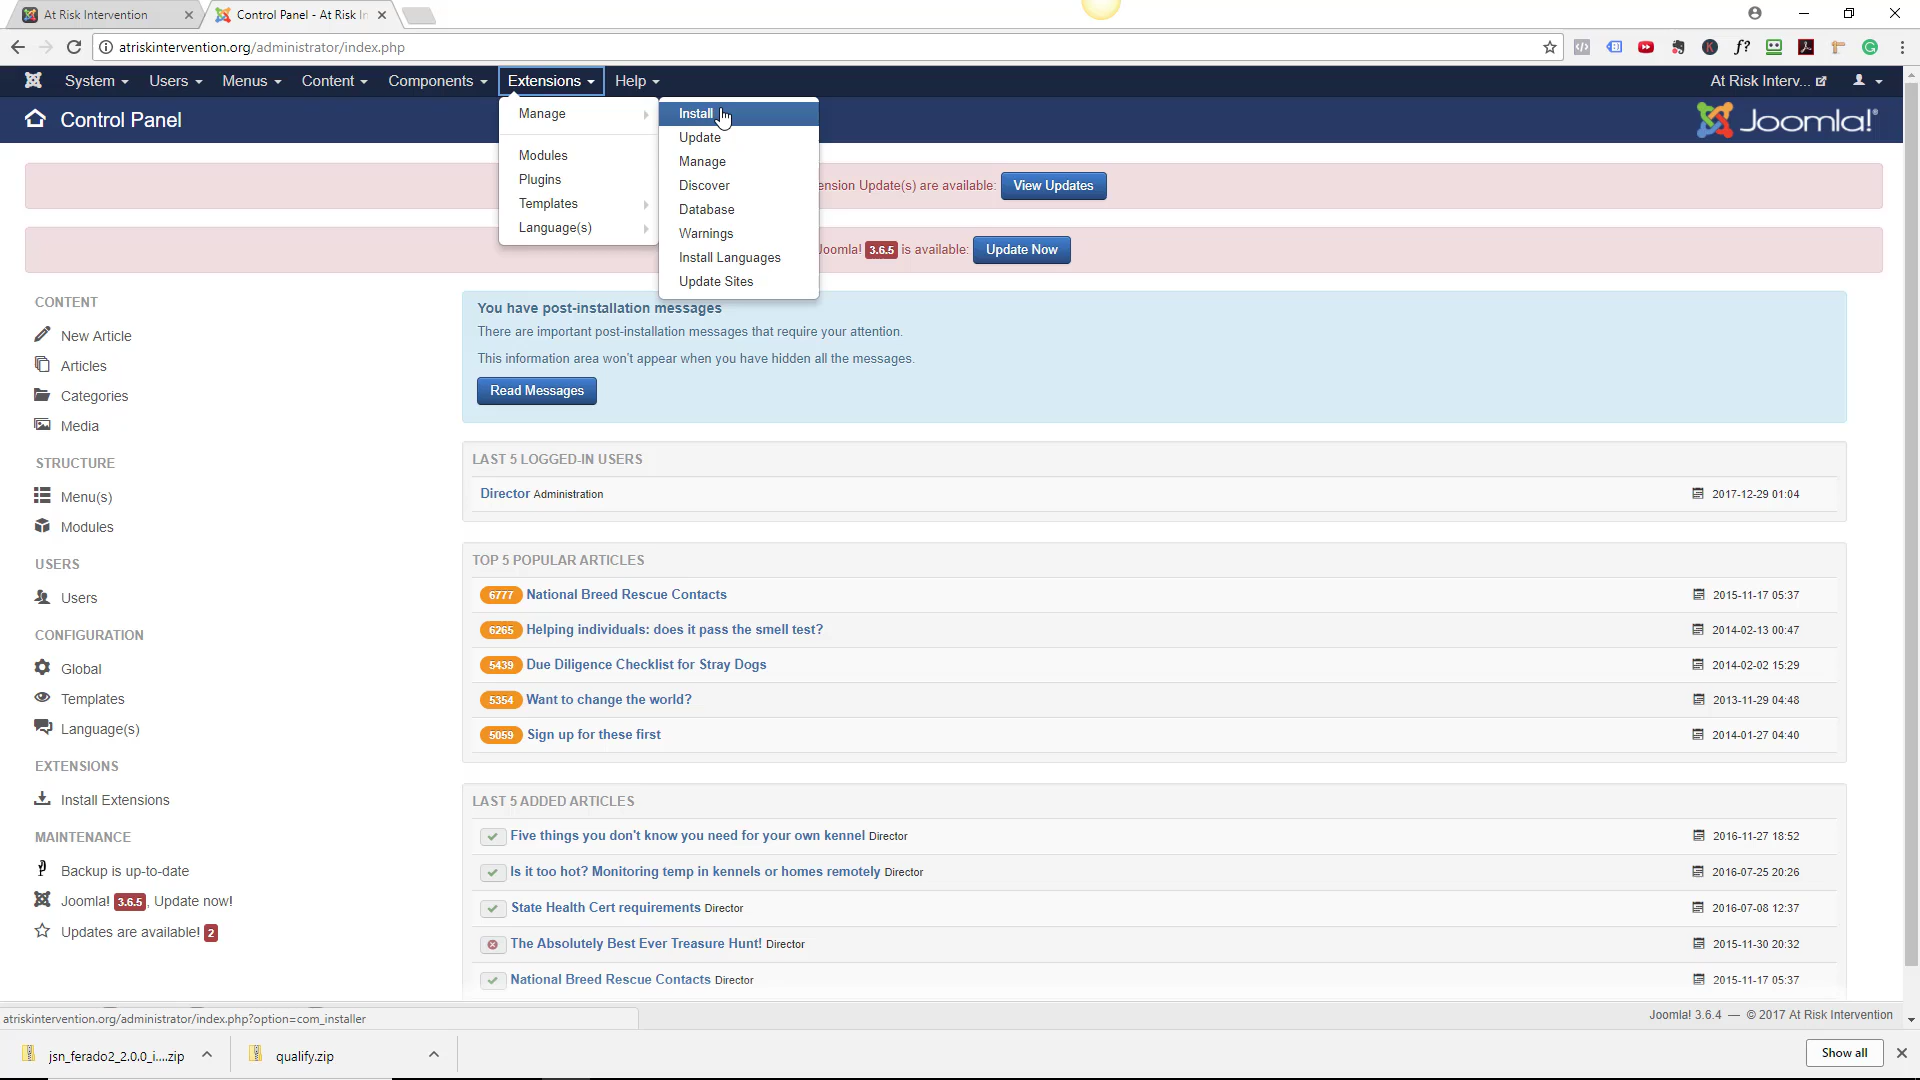 At Risk Intervention
Control Panel - At Risk In
atriskintervention.org/administrator/index.php
System Users Menus Content Components Extensions Help At Risk Interv...
Control Panel
Joomla!
Manage
Modules
Plugins
Templates
Language(s)
Install
Update
Manage
Discover
Database
Warnings
Install Languages
Update Sites
ension Update(s) are available: View Updates
Joomla! 3.6.5 is available: Update Now
CONTENT
New Article
Articles
Categories
Media
STRUCTURE
Menu(s)
Modules
USERS
Users
CONFIGURATION
Global
Templates
Language(s)
EXTENSIONS
Install Extensions
MAINTENANCE
Backup is up-to-date
Joomla! 3.6.5, Update now!
Updates are available! 2
You have post-installation messages
There are important post-installation messages that require your attention.
This information area won't appear when you have hidden all the messages.
Read Messages
LAST 5 LOGGED-IN USERS
Director Administration 2017-12-29 01:04
TOP 5 POPULAR ARTICLES
6777 National Breed Rescue Contacts 2015-11-17 05:37
6265 Helping individuals: does it pass the smell test? 2014-02-13 00:47
5439 Due Diligence Checklist for Stray Dogs 2014-02-02 15:29
5354 Want to change the world? 2013-11-29 04:48
5059 Sign up for these first 2014-01-27 04:40
LAST 5 ADDED ARTICLES
Five things you don't know you need for your own kennel Director 2016-11-27 18:52
Is it too hot? Monitoring temp in kennels or homes remotely Director 2016-07-25 20:26
State Health Cert requirements Director 2016-07-08 12:37
The Absolutely Best Ever Treasure Hunt! Director 2015-11-30 20:32
National Breed Rescue Contacts Director 2015-11-17 05:37
atriskintervention.org/administrator/index.php?option=com_installer
Joomla! 3.6.4 — © 2017 At Risk Intervention
jsn_ferado2_2.0.0_i....zip
qualify.zip
Show all